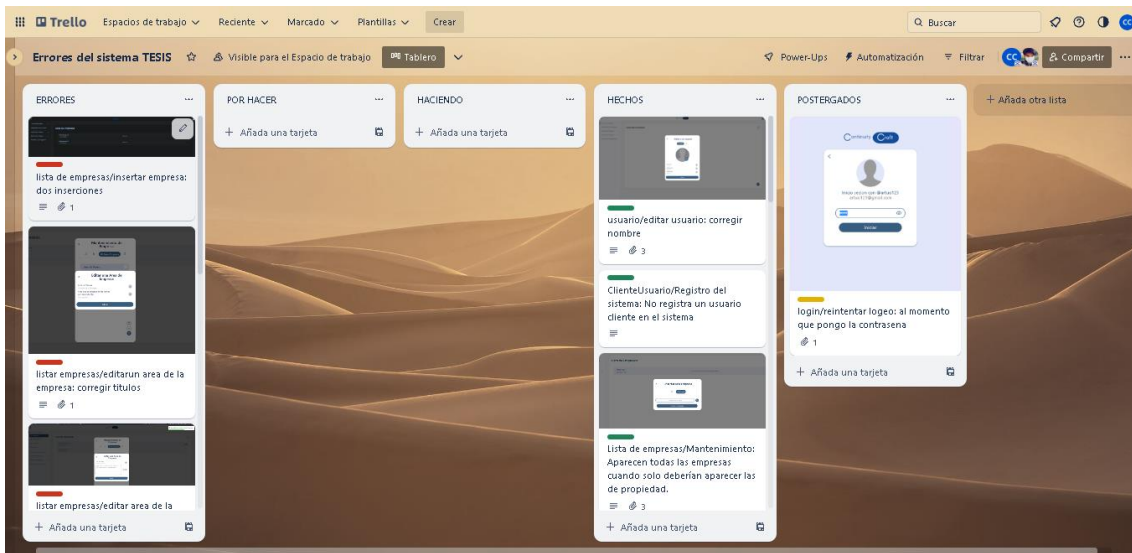 Trello Espacios de trabajo Reciente Marcado Plantillas Crear Buscar CC
Errores del sistema TESIS Visible para el Espacio de trabajo Tablero Power-Ups Automatización Filtrar CC Compartir
ERRORES
lista de empresas/insertar empresa:
dos inserciones
1
listar empresas/editarun area de la
empresa: corregir titulos
1
listar empresas/editar area de la
+ Añada una tarjeta
POR HACER
+ Añada una tarjeta
HACIENDO
+ Añada una tarjeta
HECHOS
usuario/editar usuario: corregir
nombre
3
ClienteUsuario/Registro del
sistema: No registra un usuario
cliente en el sistema
Lista de empresas/Mantenimiento:
Aparecen todas las empresas
cuando solo deberían aparecer las
de propiedad.
3
+ Añada una tarjeta
POSTERGADOS
login/reintentar logeo: al momento
que pongo la contrasena
1
+ Añada una tarjeta
+ Añada otra lista